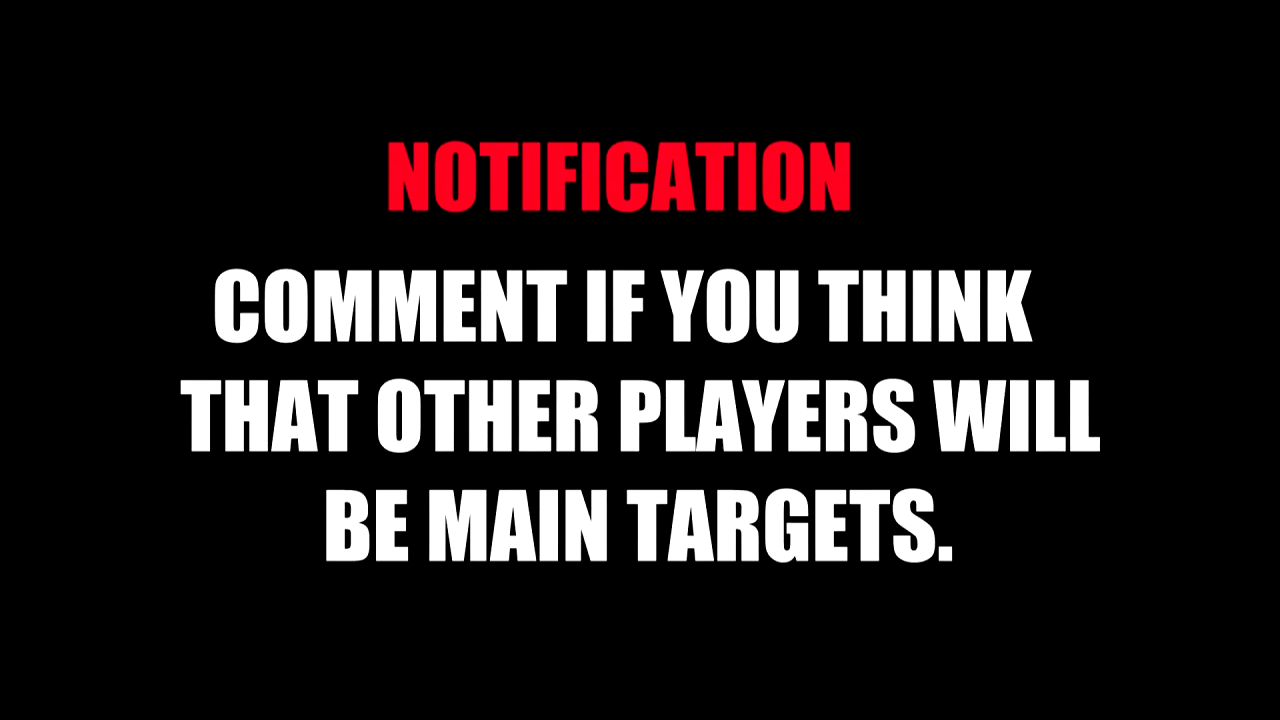 NOTIFICATION
COMMENT IF YOU THINK
THAT OTHER PLAYERS WILL
BE MAIN TARGETS.